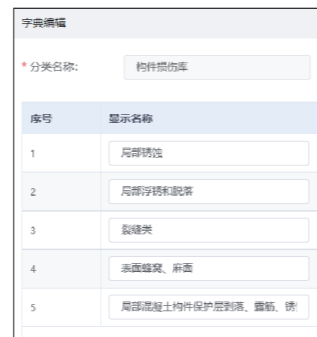 字典编辑
* 分类名称: 构件损伤库
序号 显示名称
1 局部锈蚀
2 局部浮锈和脱落
3 裂缝类
4 表面蜂窝、麻面
5 局部混凝土构件保护层剥落、露筋、锈